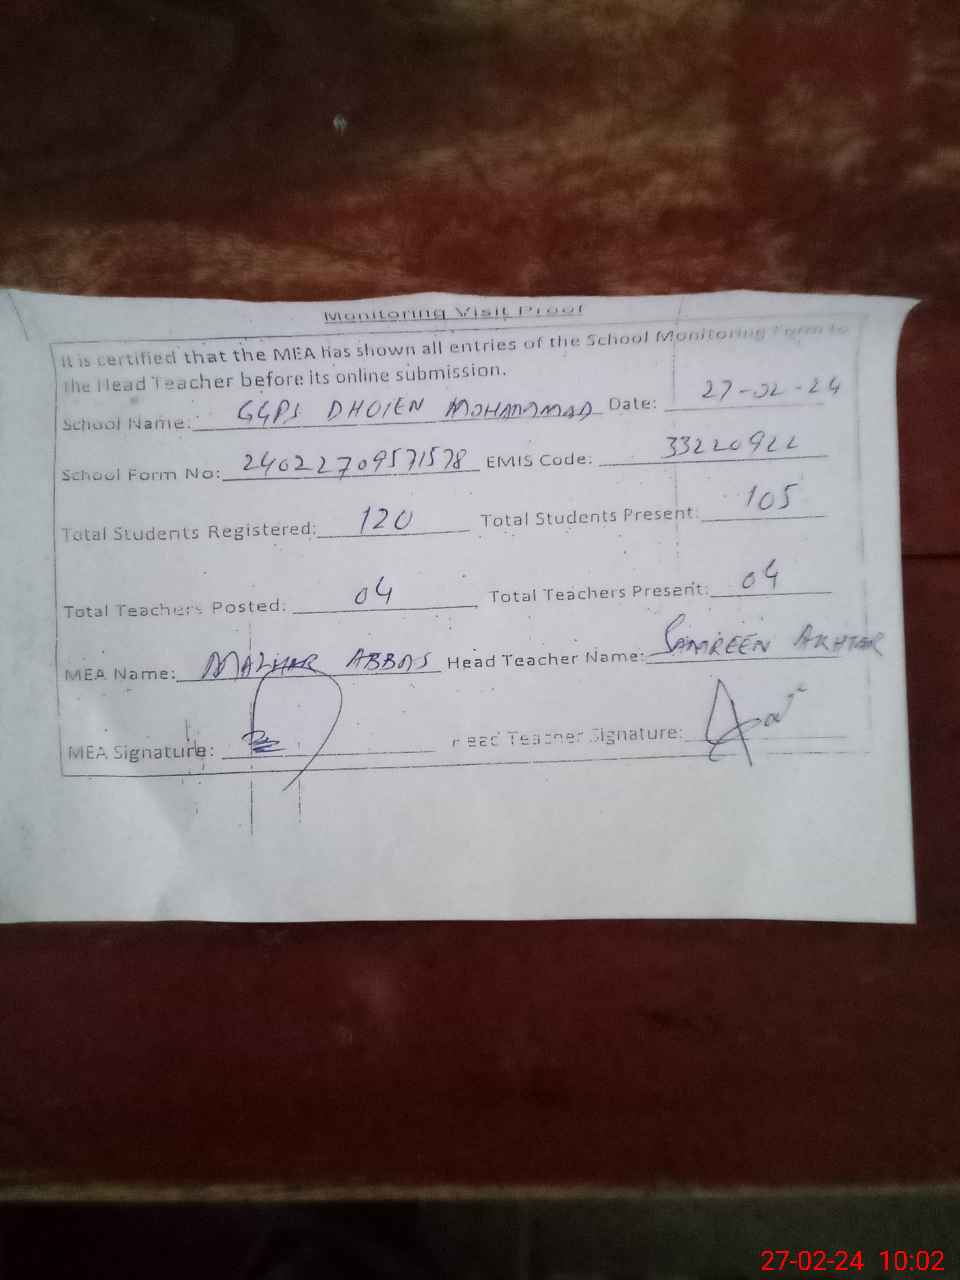 Monitoring Visit Proof
It is certified that the MEA has shown all entries of the School Monitoring Form to
the Head Teacher before its online submission.
School Name: GGPS DHOIEN MOHAMMAD Date: 27-02-24
School Form No: 240227095 71578 EMIS Code: 33220922
Total Students Registered: 120 Total Students Present: 105
Total Teachers Posted: 04 Total Teachers Present: 04
MEA Name: MAZHAR ABBAS Head Teacher Name: SAMREEN AKHTAR
MEA Signature: Head Teacher Signature:
27-02-24 10:02